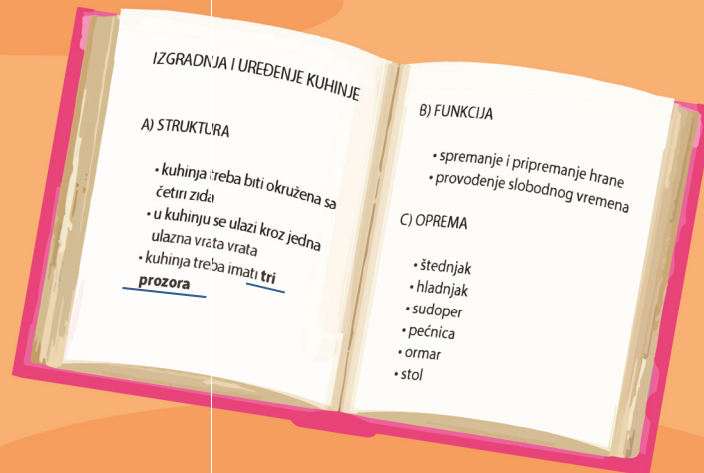 IZGRADNJA I UREĐENJE KUHINJE
A) STRUKTURA
• kuhinja treba biti okružena sa
četiri zida
• u kuhinju se ulazi kroz jedna
ulazna vrata vrata
• kuhinja treba imati tri
prozora
B) FUNKCIJA
• spremanje i pripremanje hrane
• provođenje slobodnog vremena
C) OPREMA
• štednjak
• hladnjak
• sudoper
• pećnica
• ormar
• stol